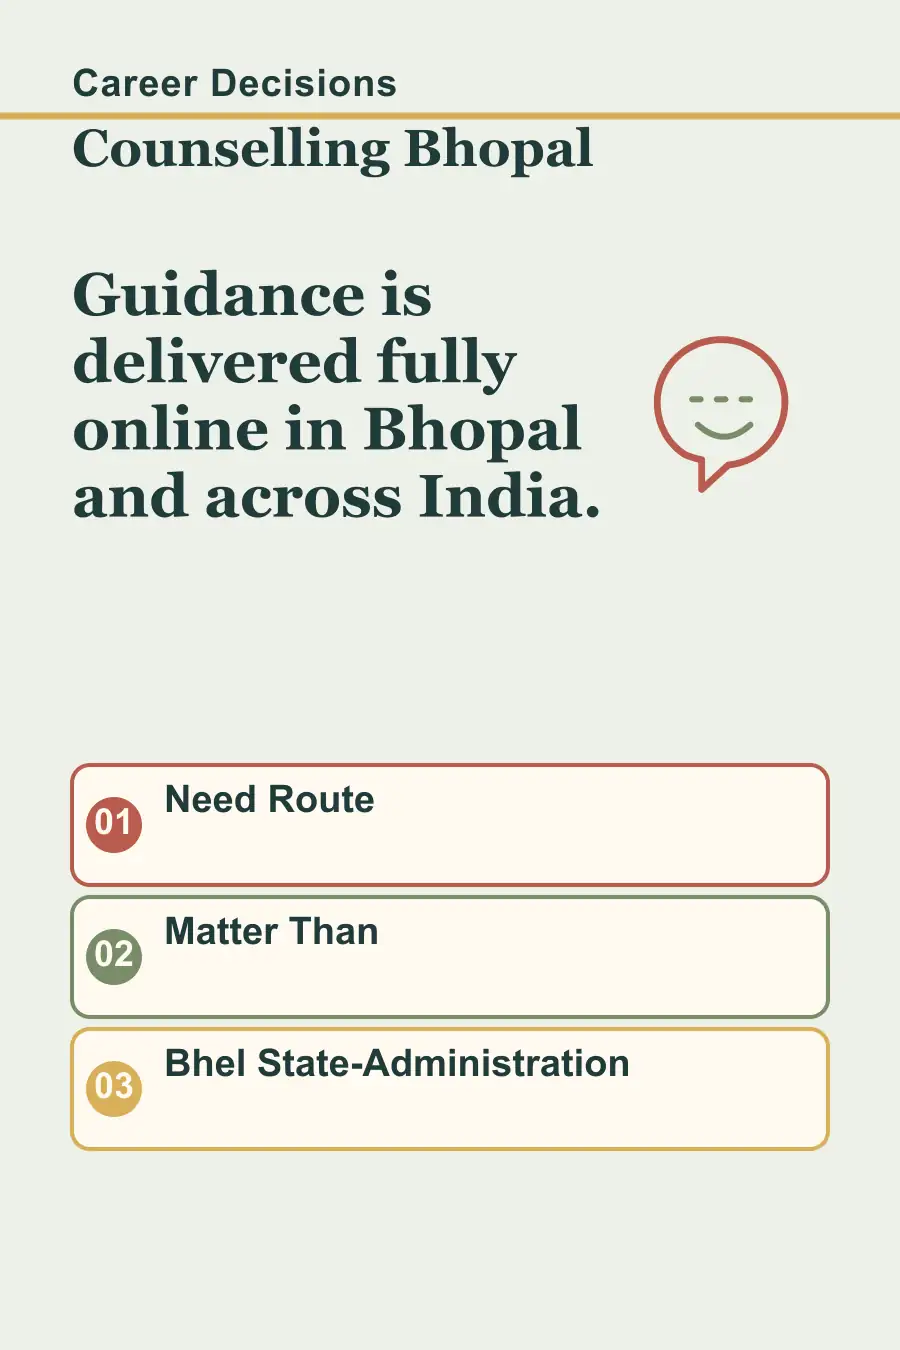 Career Decisions
Counselling Bhopal
Guidance is
delivered fully
online in Bhopal
and across India.
01
Need Route
02
Matter Than
03
Bhel State-Administration